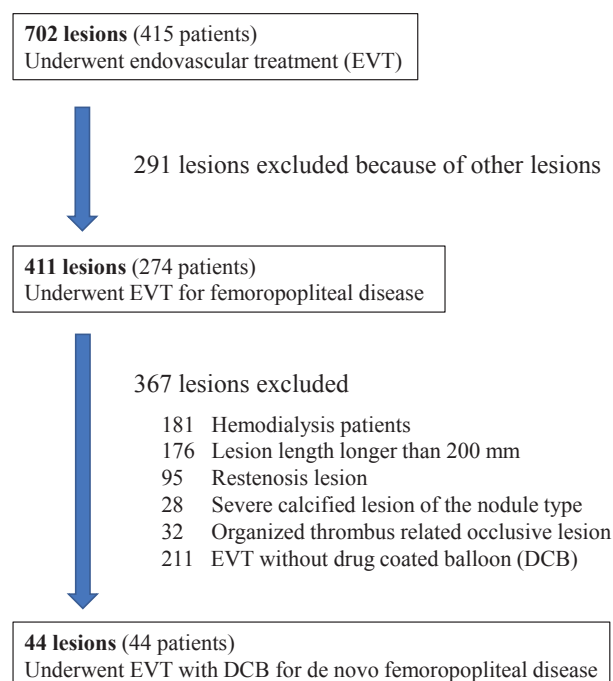 702 lesions (415 patients)
Underwent endovascular treatment (EVT)
291 lesions excluded because of other lesions
411 lesions (274 patients)
Underwent EVT for femoropopliteal disease
367 lesions excluded
181 Hemodialysis patients
176 Lesion length longer than 200 mm
95 Restenosis lesion
28 Severe calcified lesion of the nodule type
32 Organized thrombus related occlusive lesion
211 EVT without drug coated balloon (DCB)
44 lesions (44 patients)
Underwent EVT with DCB for de novo femoropopliteal disease